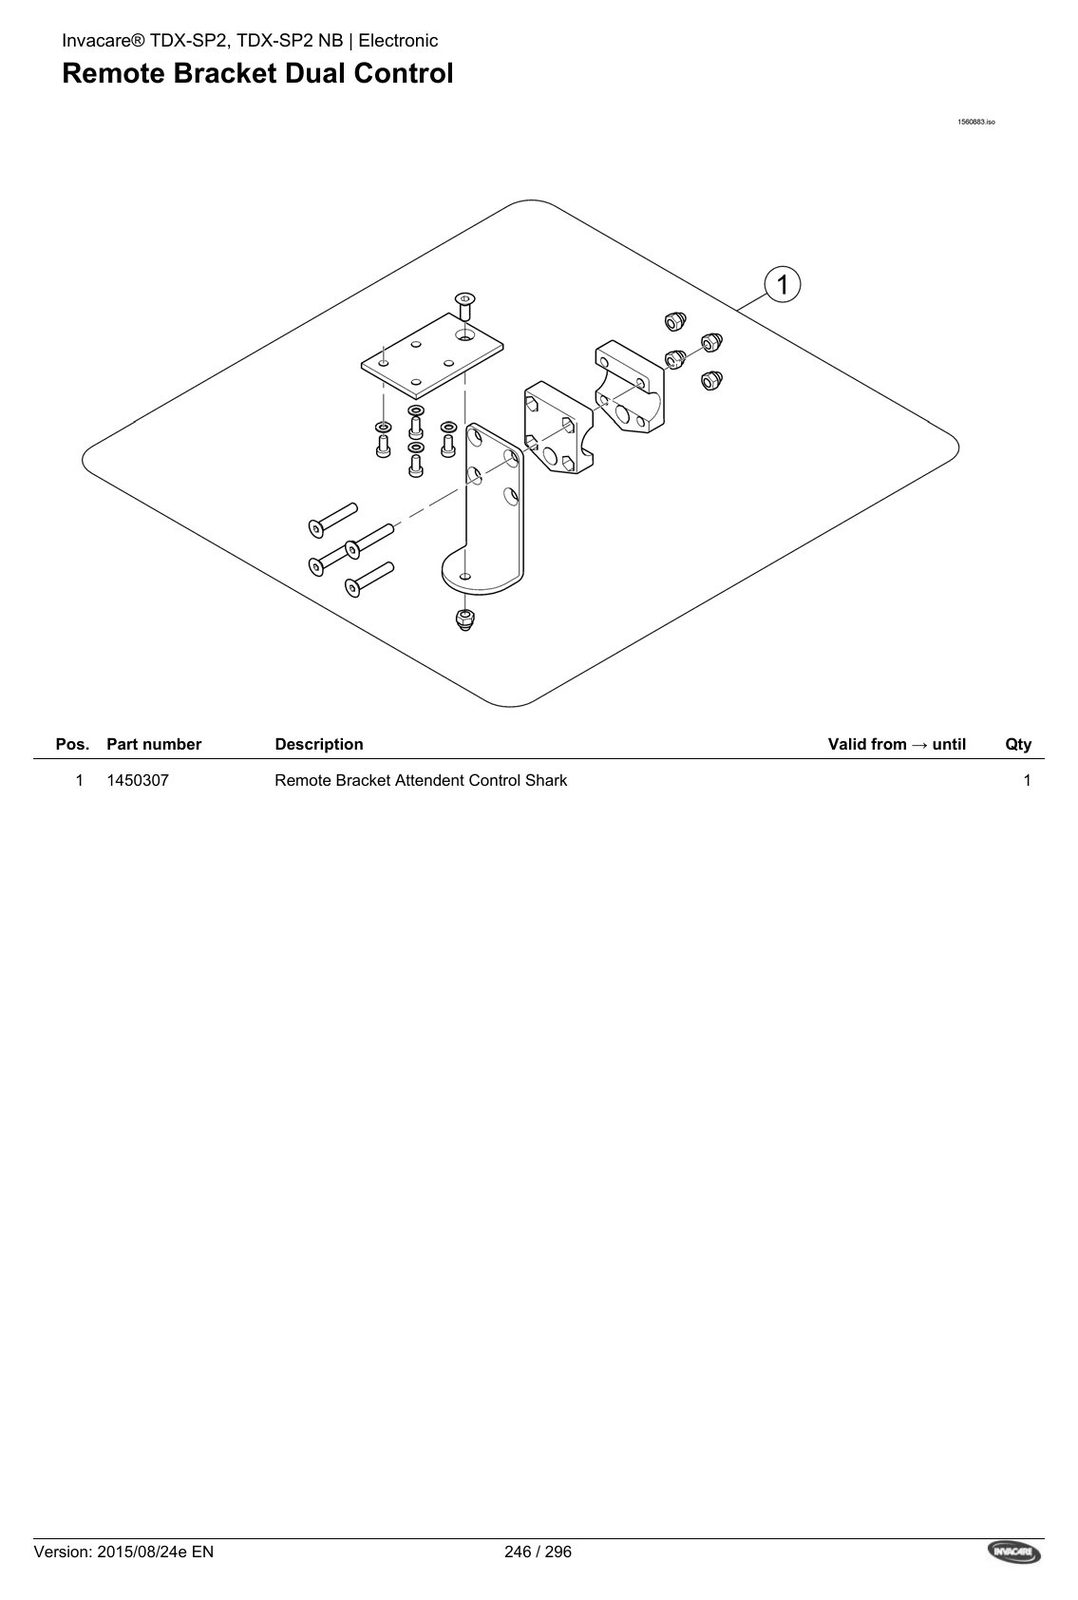 Invacare® TDX-SP2, TDX-SP2 NB | Electronic
Remote Bracket Dual Control
1560883.iso
1
Pos. Part number Description Valid from → until Qty
1 1450307 Remote Bracket Attendent Control Shark 1
Version: 2015/08/24e EN 246 / 296 INVACARE